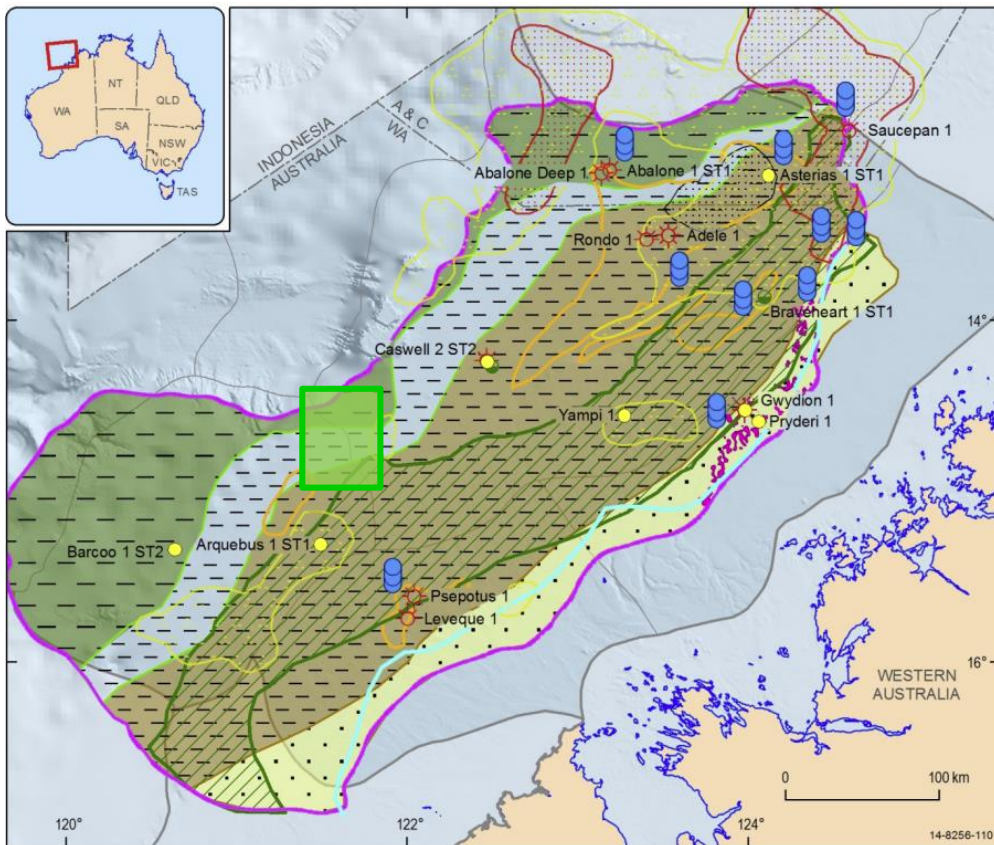 NT
WA
QLD
SA
NSW
VIC
TAS
INDONESIA
AUSTRALIA
A & C
WA
Saucepan 1
Abalone Deep 1
Abalone 1 ST1
Asterias 1 ST1
Rondo 1
Adele 1
Braveheart 1 ST1
14°
Caswell 2 ST2
Yampi 1
Gwydion 1
Pryderi 1
Barcoo 1 ST2
Arquebus 1 ST1
Psepotus 1
Leveque 1
16°
WESTERN
AUSTRALIA
0
100 km
120°
122°
124°
14-8256-110